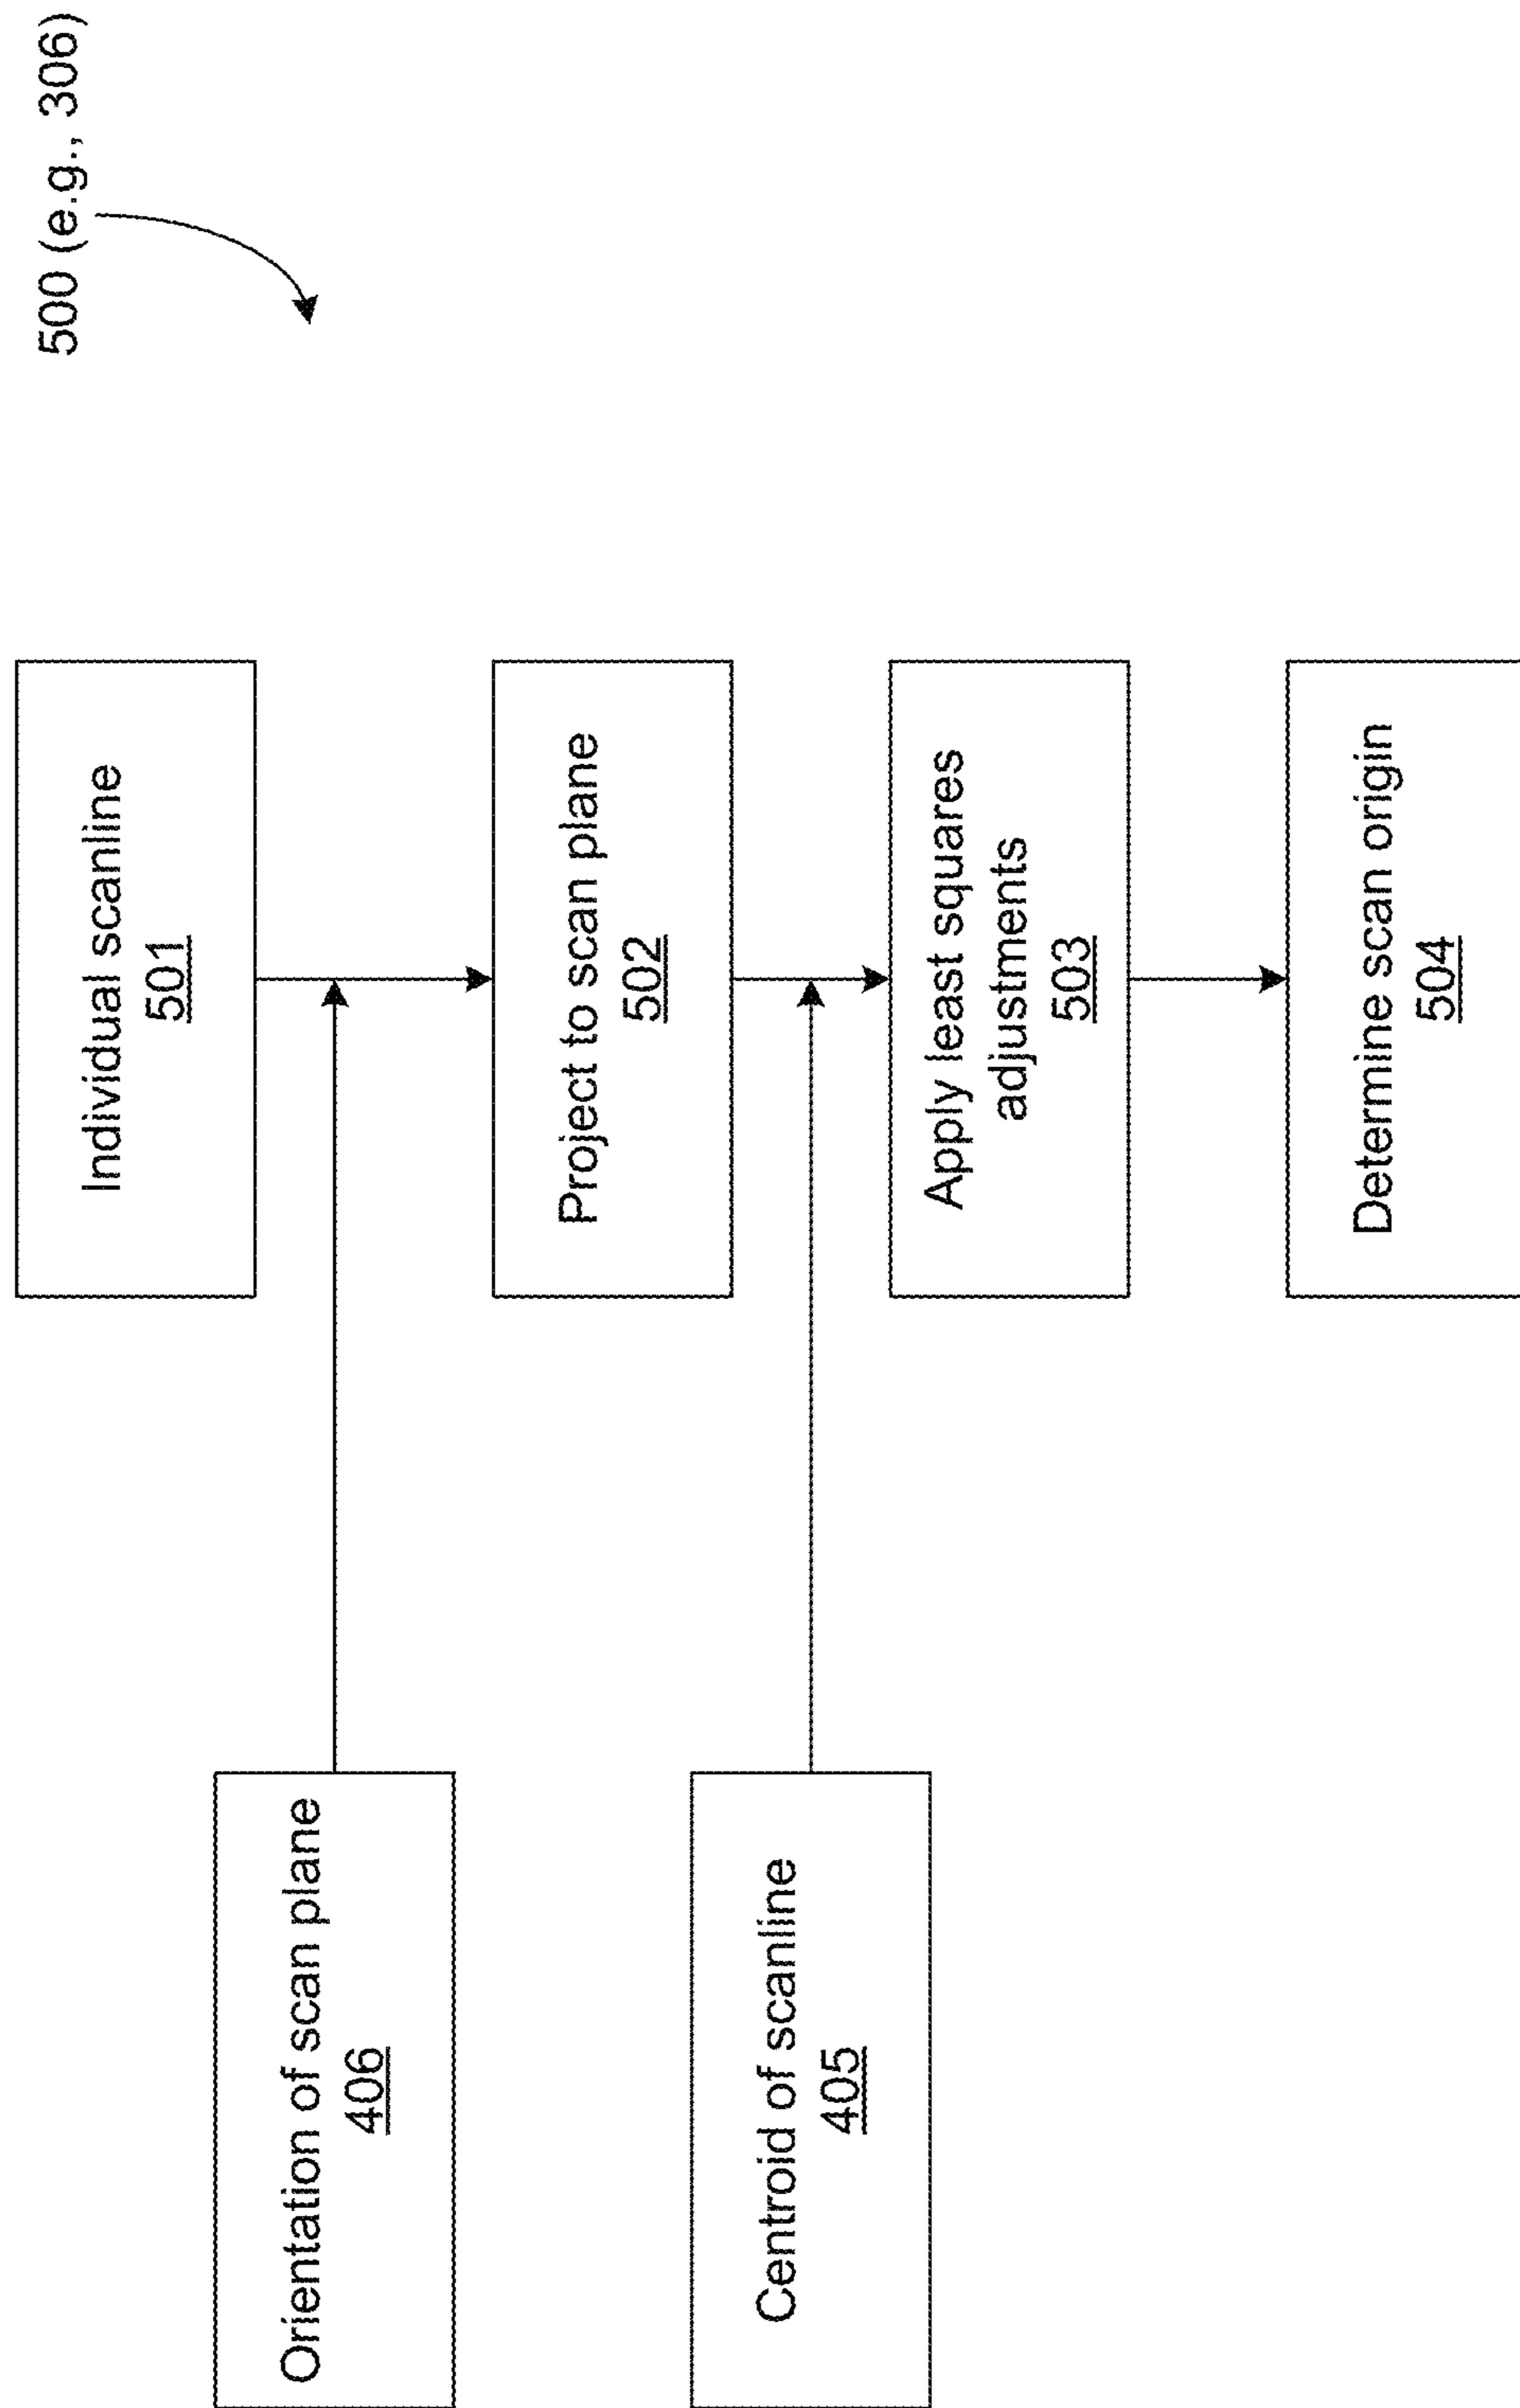 500 (e.g., 306)
Individual scanline
501
Orientation of scan plane
406
Project to scan plane
502
Centroid of scanline
405
Apply least squares
adjustments
503
Determine scan origin
504